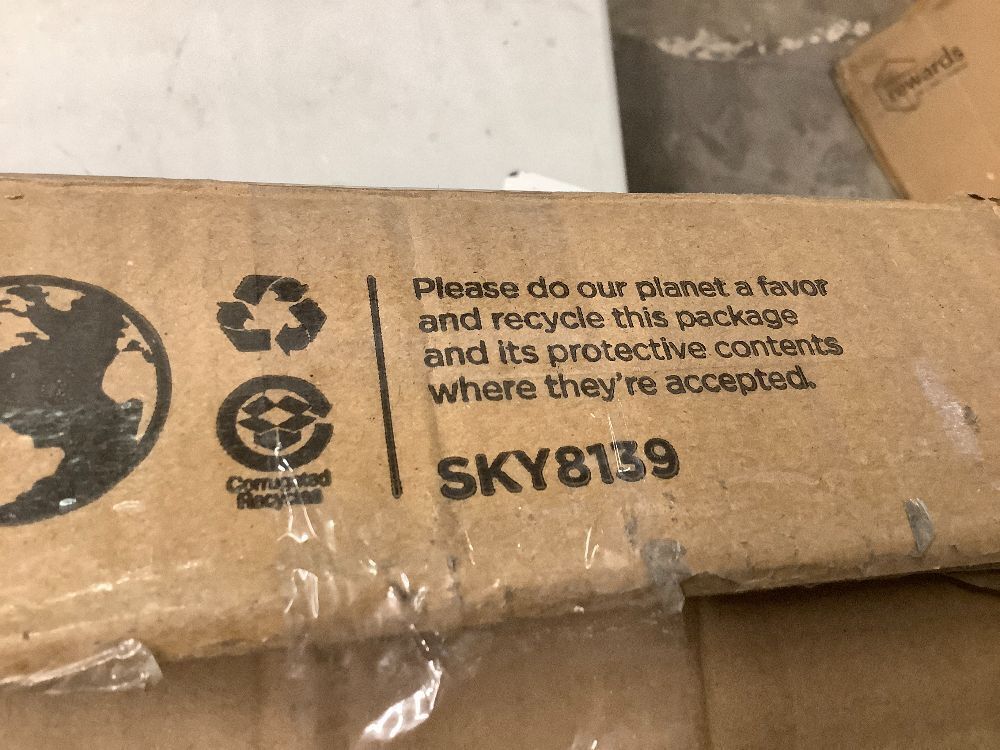 rewards
Please do our planet a favor
and recycle this package
and its protective contents
where they're accepted.
SKY8139
Corrugated
Recycles